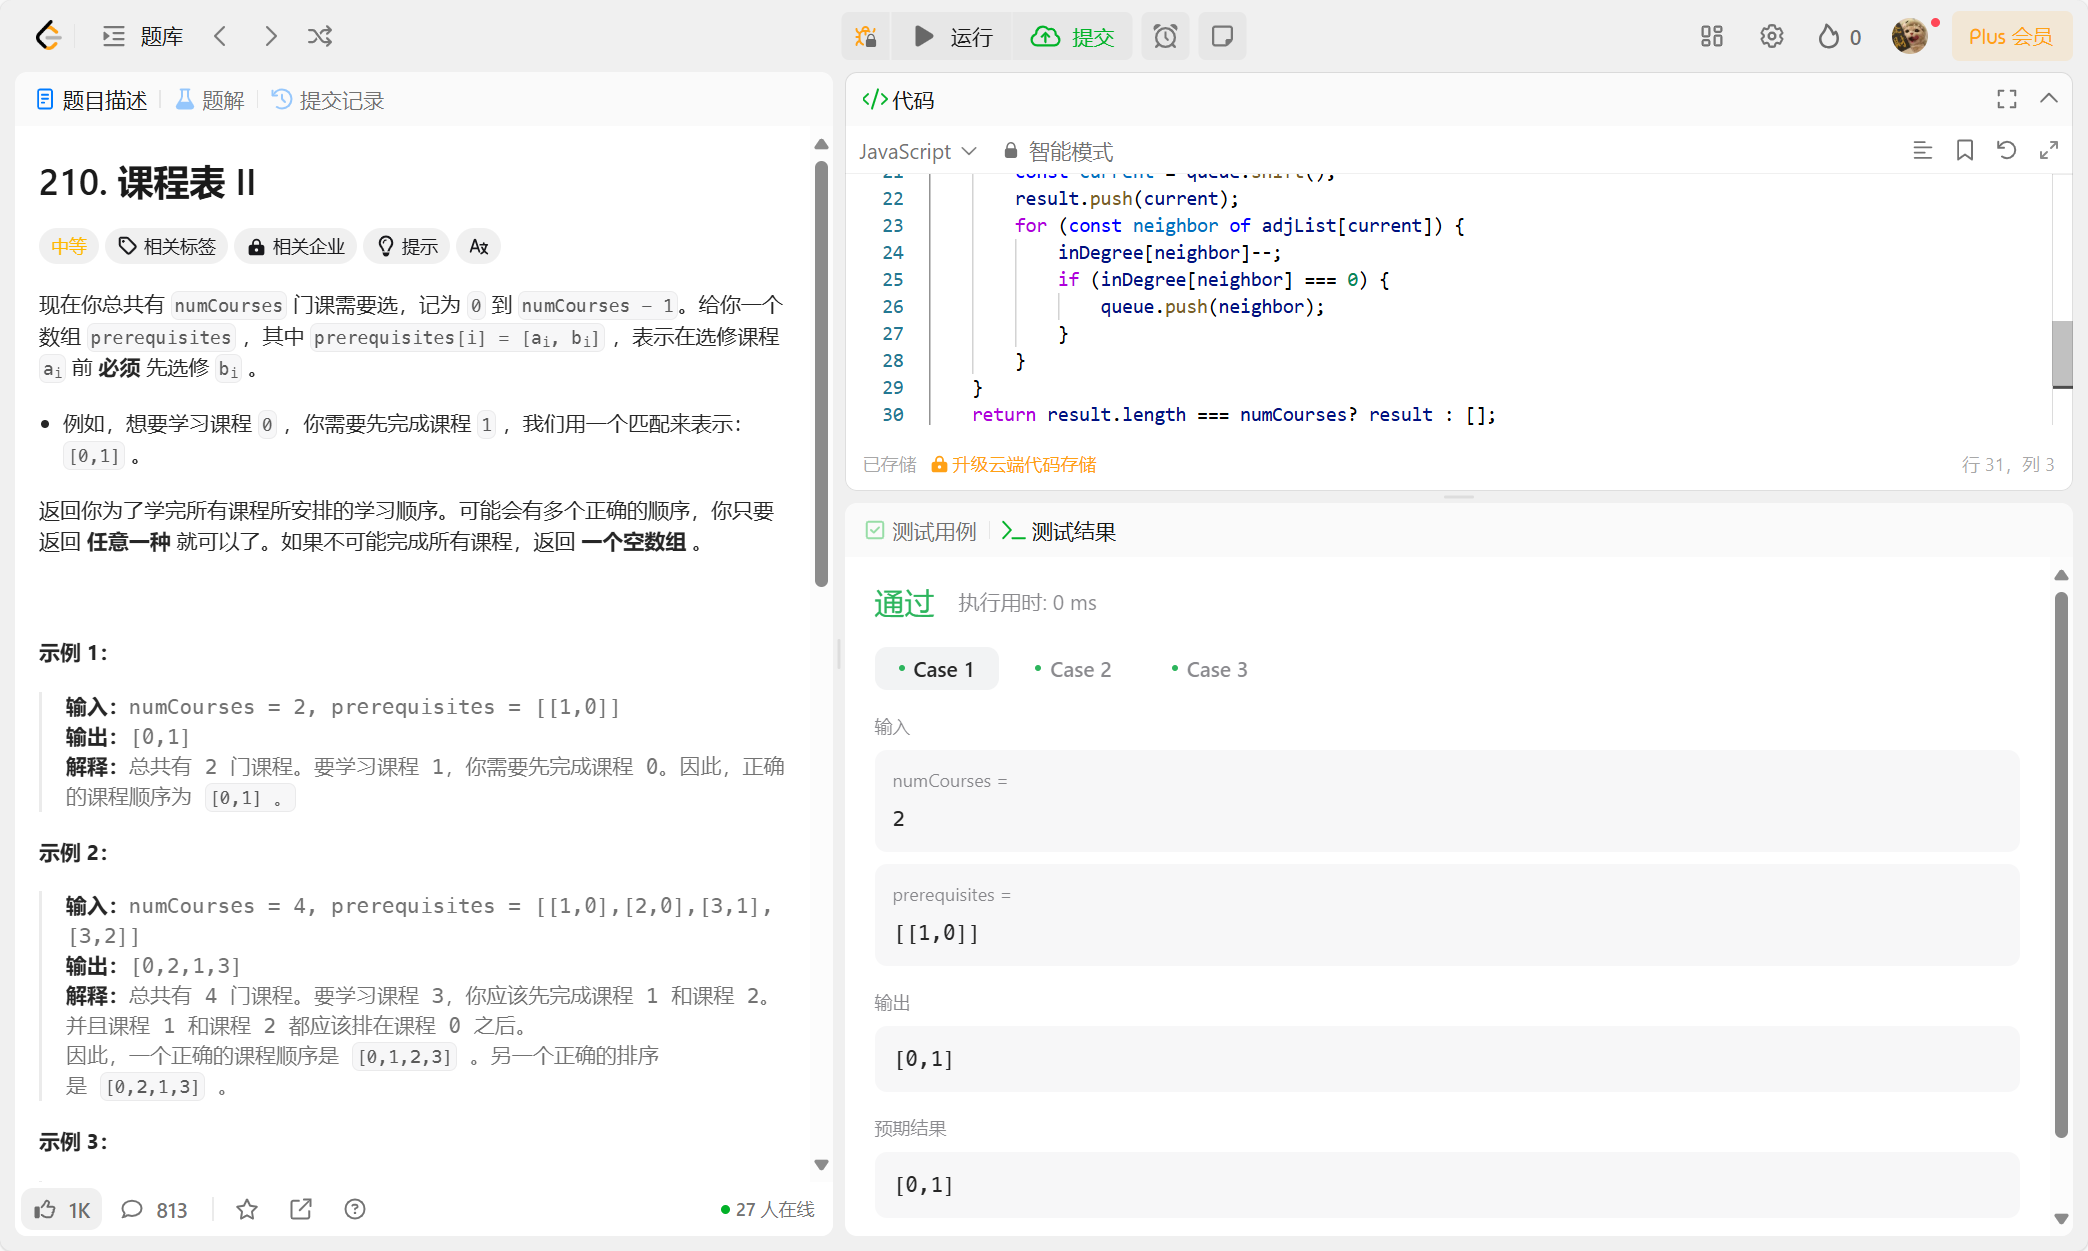 题库
运行
提交
0
Plus 会员
题目描述
题解
提交记录
210. 课程表 II
中等
相关标签
相关企业
提示
现在你总共有 numCourses 门课需要选，记为 0 到 numCourses - 1。给你一个
数组 prerequisites ，其中 prerequisites[i] = [ai, bi] ，表示在选修课程
ai 前 必须 先选修 bi 。
• 例如，想要学习课程 0 ，你需要先完成课程 1 ，我们用一个匹配来表示：
[0,1] 。
返回你为了学完所有课程所安排的学习顺序。可能会有多个正确的顺序，你只要
返回 任意一种 就可以了。如果不可能完成所有课程，返回 一个空数组 。
示例 1：
输入：numCourses = 2, prerequisites = [[1,0]]
输出：[0,1]
解释：总共有 2 门课程。要学习课程 1，你需要先完成课程 0。因此，正确
的课程顺序为 [0,1] 。
示例 2：
输入：numCourses = 4, prerequisites = [[1,0],[2,0],[3,1],
[3,2]]
输出：[0,2,1,3]
解释：总共有 4 门课程。要学习课程 3，你应该先完成课程 1 和课程 2。
并且课程 1 和课程 2 都应该排在课程 0 之后。
因此，一个正确的课程顺序是 [0,1,2,3] 。另一个正确的排序
是 [0,2,1,3] 。
示例 3：
1K
813
27 人在线
</> 代码
JavaScript
智能模式
21 const current = queue.shift();
22 result.push(current);
23 for (const neighbor of adjList[current]) {
24 inDegree[neighbor]--;
25 if (inDegree[neighbor] === 0) {
26 queue.push(neighbor);
27 }
28 }
29 }
30 return result.length === numCourses? result : [];
已存储
升级云端代码存储
行 31，列 3
测试用例
测试结果
通过
执行用时: 0 ms
• Case 1
• Case 2
• Case 3
输入
numCourses =
2
prerequisites =
[[1,0]]
输出
[0,1]
预期结果
[0,1]